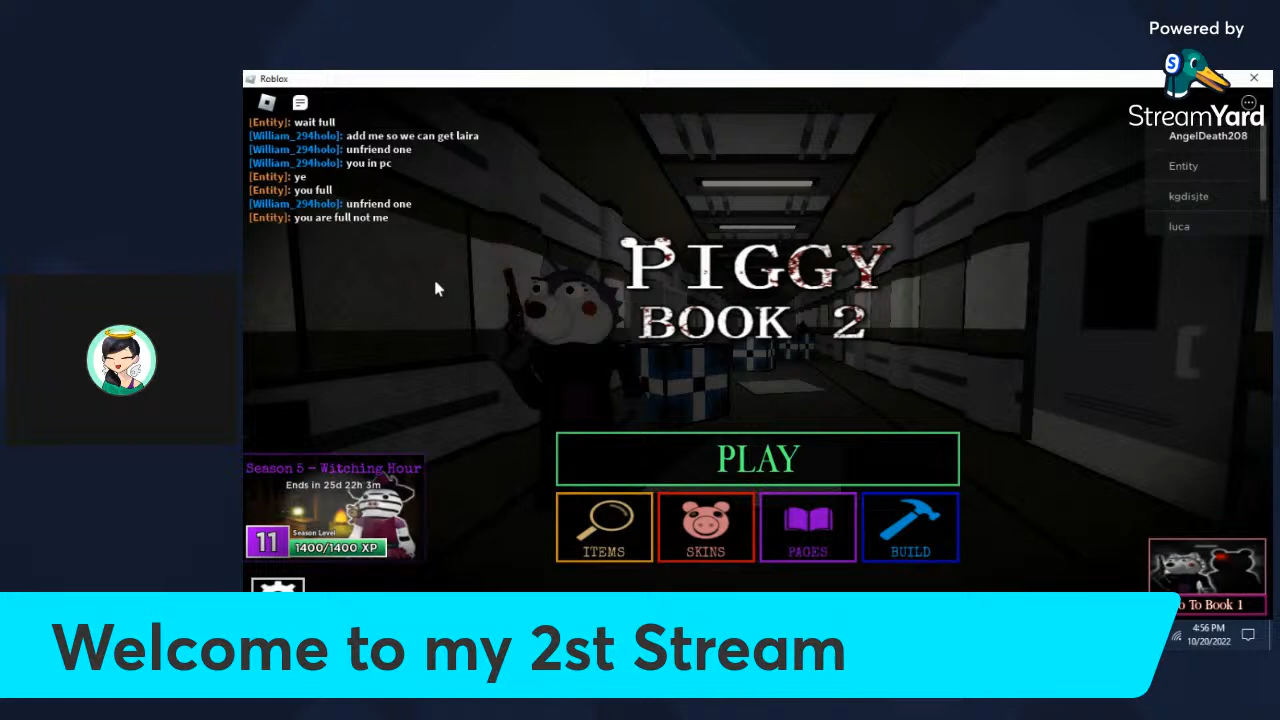 Powered by
StreamYard
Roblox
[Entity]: wait full
[William_294holo]: add me so we can get laira
[William_294holo]: unfriend one
[William_294holo]: you in pc
[Entity]: ye
[Entity]: you full
[William_294holo]: unfriend one
[Entity]: you are full not me
AngelDeath208
Entity
kgdisjte
luca
PIGGY
BOOK 2
PLAY
ITEMS
SKINS
PAGES
BUILD
Season 5 - Witching Hour
Ends in 25d 22h 3m
11
Season Level
1400/1400 XP
To Book 1
4:56 PM
10/20/2022
Welcome to my 2st Stream